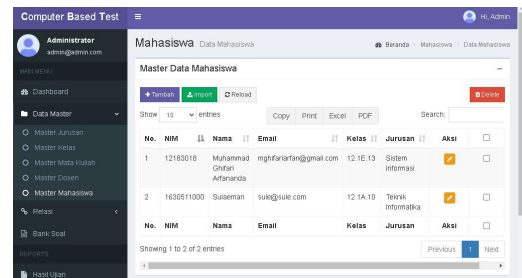 Computer Based Test
Hi, Admin
Administrator
admin@admin.com
MAIN MENU
Dashboard
Data Master
Master Jurusan
Master Kelas
Master Mata Kuliah
Master Dosen
Master Mahasiswa
Relasi
Bank Soal
REPORTS
Hasil Ujian
Mahasiswa Data Mahasiswa
Beranda Mahasiswa Data Mahasiswa
Master Data Mahasiswa
+Tambah Import Reload Delete
Show 10 entries Copy Print Excel PDF Search:
No. NIM Nama Email Kelas Jurusan Aksi
1 12183018 Muhammad Ghifari Arfananda mghifariarfan@gmail.com 12.1E.13 Sistem Informasi
2 1630511000 Sulaeman sule@sule.com 12.1A.10 Teknik Informatika
No. NIM Nama Email Kelas Jurusan Aksi
Showing 1 to 2 of 2 entries
Previous 1 Next